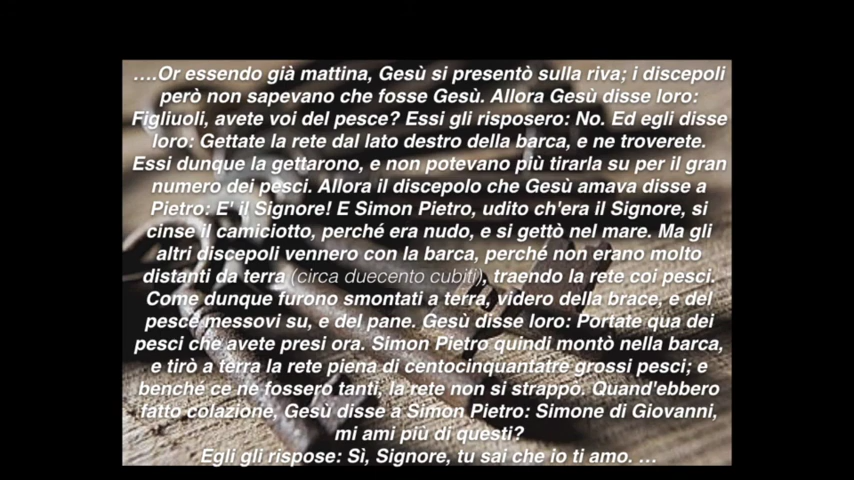 ....Or essendo già mattina, Gesù si presentò sulla riva; i discepoli
però non sapevano che fosse Gesù. Allora Gesù disse loro:
Figliuoli, avete voi del pesce? Essi gli risposero: No. Ed egli disse
loro: Gettate la rete dal lato destro della barca, e ne troverete.
Essi dunque la gettarono, e non potevano più tirarla su per il gran
numero dei pesci. Allora il discepolo che Gesù amava disse a
Pietro: E' il Signore! E Simon Pietro, udito ch'era il Signore, si
cinse il camiciotto, perché era nudo, e si gettò nel mare. Ma gli
altri discepoli vennero con la barca, perché non erano molto
distanti da terra (circa duecento cubiti), traendo la rete coi pesci.
Come dunque furono smontati a terra, videro della brace, e del
pesce messovi su, e del pane. Gesù disse loro: Portate qua dei
pesci che avete presi ora. Simon Pietro quindi montò nella barca,
e tirò a terra la rete piena di centocinquantatré grossi pesci; e
benché ce ne fossero tanti, la rete non si strappò. Quand'ebbero
fatto colazione, Gesù disse a Simon Pietro: Simone di Giovanni,
mi ami più di questi?
Egli gli rispose: Sì, Signore, tu sai che io ti amo. ...